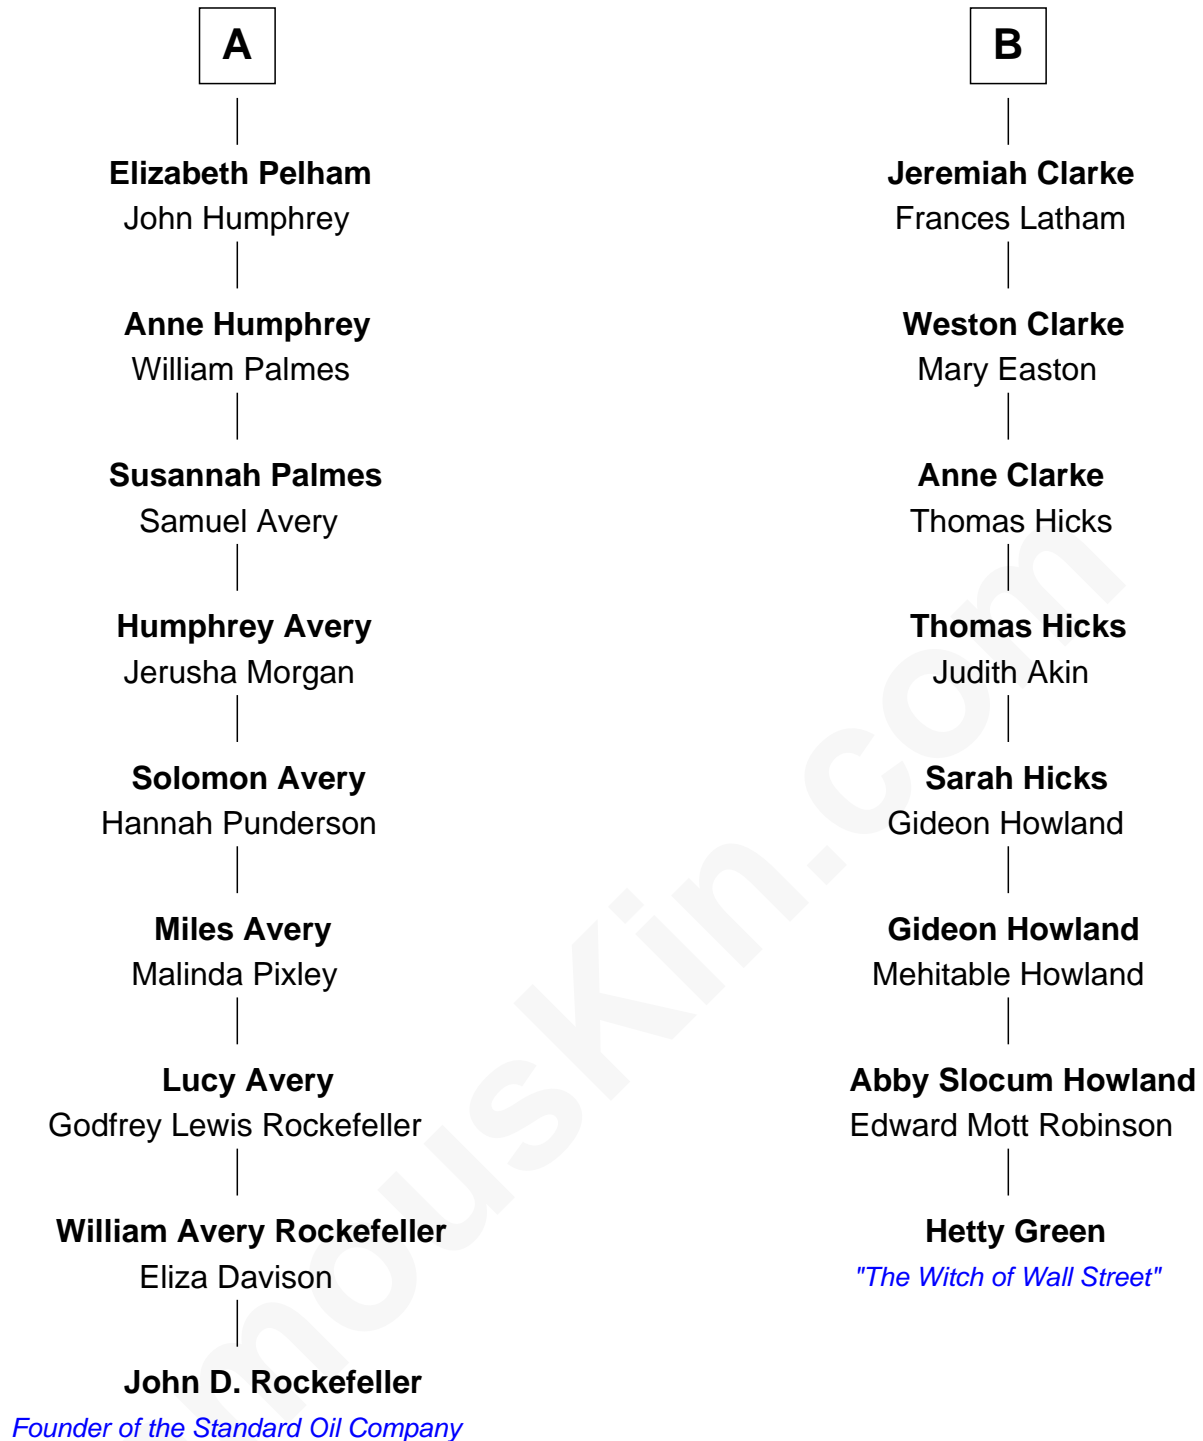 A
Elizabeth Pelham
John Humphrey
Anne Humphrey
William Palmes
Susannah Palmes
Samuel Avery
Humphrey Avery
Jerusha Morgan
Solomon Avery
Hannah Punderson
Miles Avery
Malinda Pixley
Lucy Avery
Godfrey Lewis Rockefeller
William Avery Rockefeller
Eliza Davison
John D. Rockefeller
Founder of the Standard Oil Company
B
Jeremiah Clarke
Frances Latham
Weston Clarke
Mary Easton
Anne Clarke
Thomas Hicks
Thomas Hicks
Judith Akin
Sarah Hicks
Gideon Howland
Gideon Howland
Mehitable Howland
Abby Slocum Howland
Edward Mott Robinson
Hetty Green
"The Witch of Wall Street"
mouskin.com